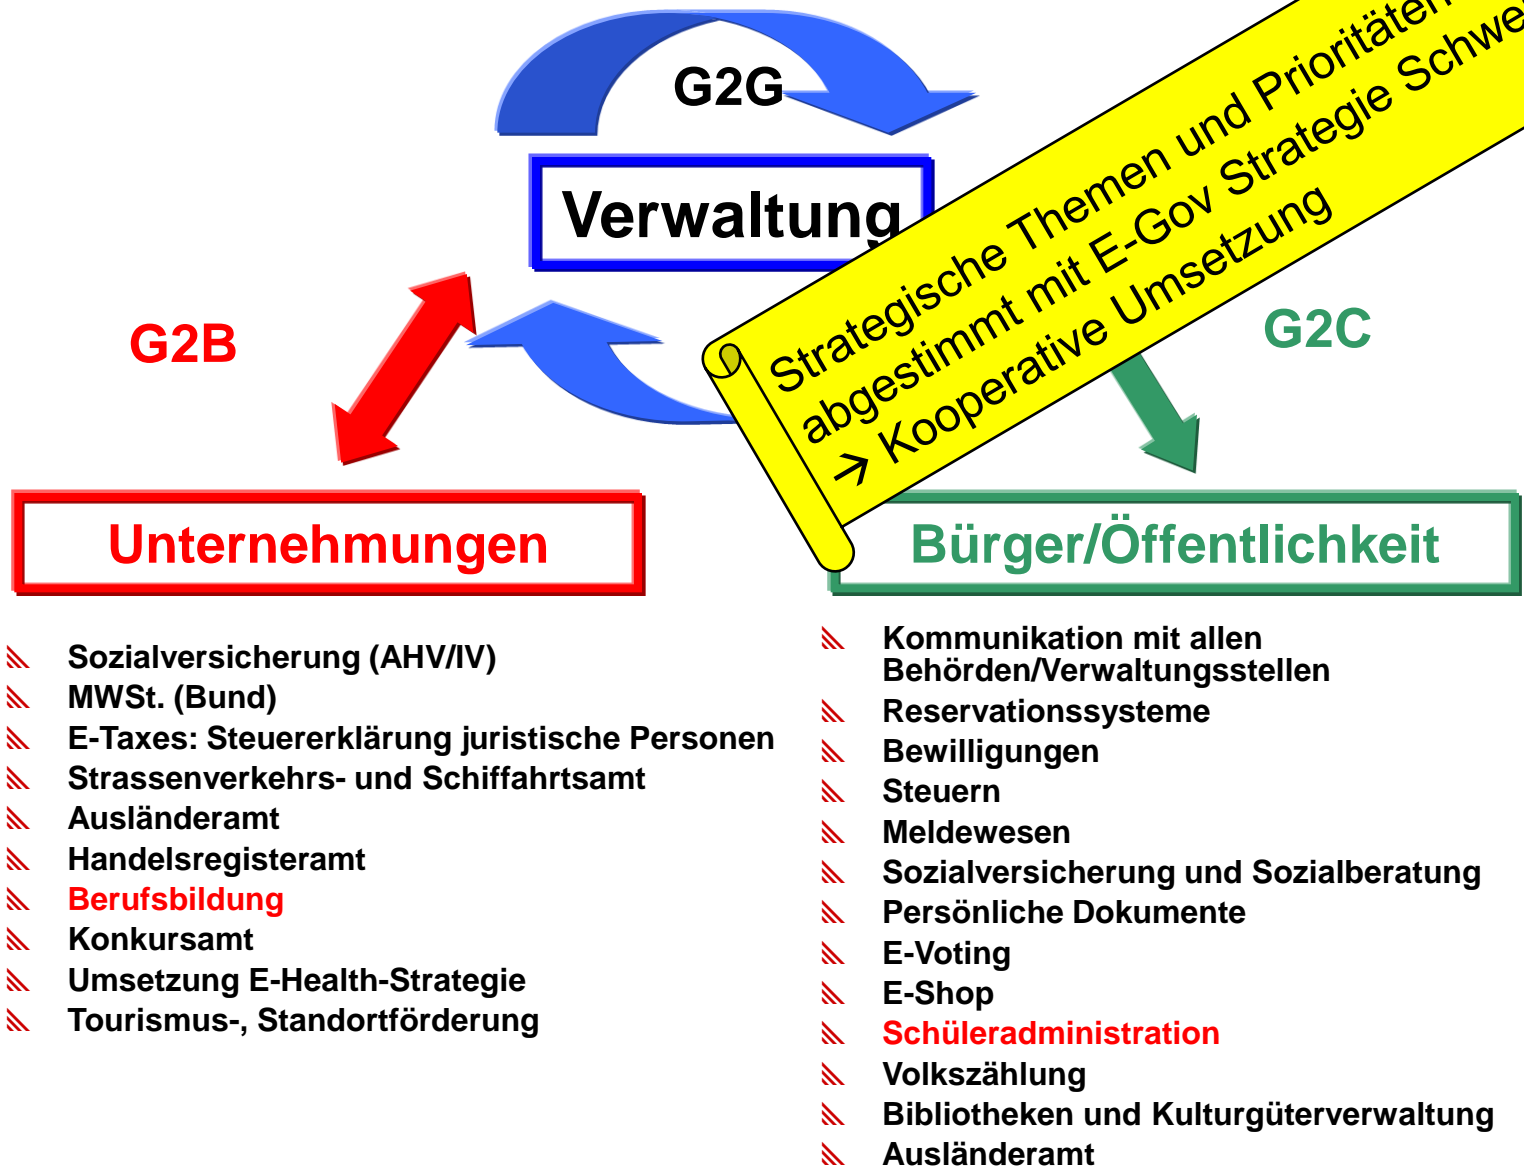 G2G
Verwaltung
Strategische Themen und Prioritäten
abgestimmt mit E-Gov Strategie
→ Kooperative Umsetzung
G2B
G2C
Unternehmungen
Bürger/Öffentlichkeit
Sozialversicherung (AHV/IV)
MWSt. (Bund)
E-Taxes: Steuererklärung juristische Personen
Strassenverkehrs- und Schiffahrtsamt
Ausländeramt
Handelsregisteramt
Berufsbildung
Konkursamt
Umsetzung E-Health-Strategie
Tourismus-, Standortförderung
Kommunikation mit allen
Behörden/Verwaltungsstellen
Reservationssysteme
Bewilligungen
Steuern
Meldewesen
Sozialversicherung und Sozialberatung
Persönliche Dokumente
E-Voting
E-Shop
Schüleradministration
Volkszählung
Bibliotheken und Kulturgüterverwaltung
Ausländeramt